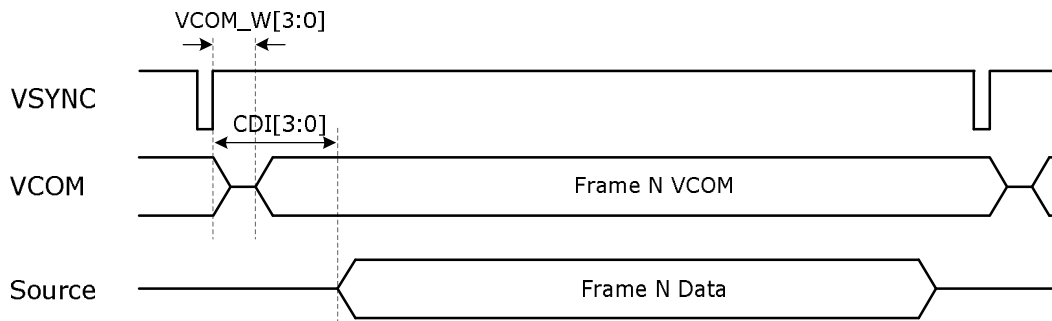 VCOM_W[3:0]
VSYNC
CDI[3:0]
VCOM
Frame N VCOM
Source
Frame N Data